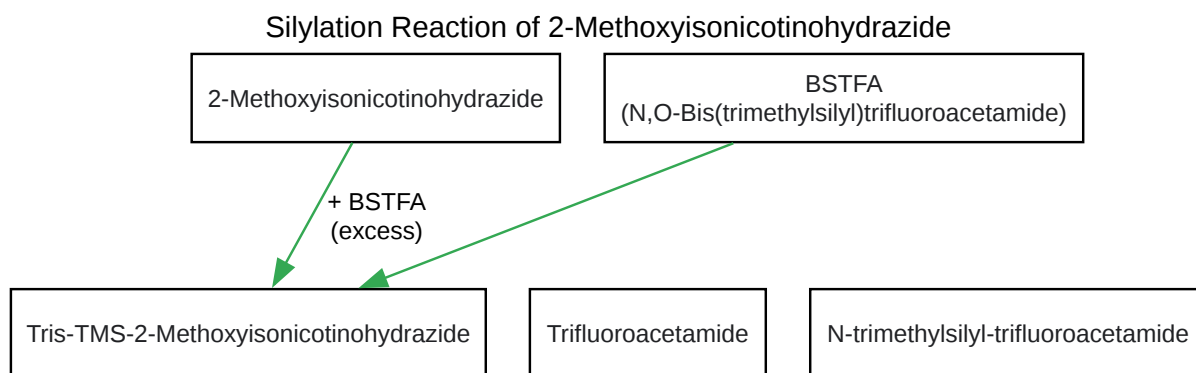 Silylation Reaction of 2-Methoxyisonicotinohydrazide
2-Methoxyisonicotinohydrazide
BSTFA
(N,O-Bis(trimethylsilyl)trifluoroacetamide)
+ BSTFA
(excess)
Tris-TMS-2-Methoxyisonicotinohydrazide
Trifluoroacetamide
N-trimethylsilyl-trifluoroacetamide